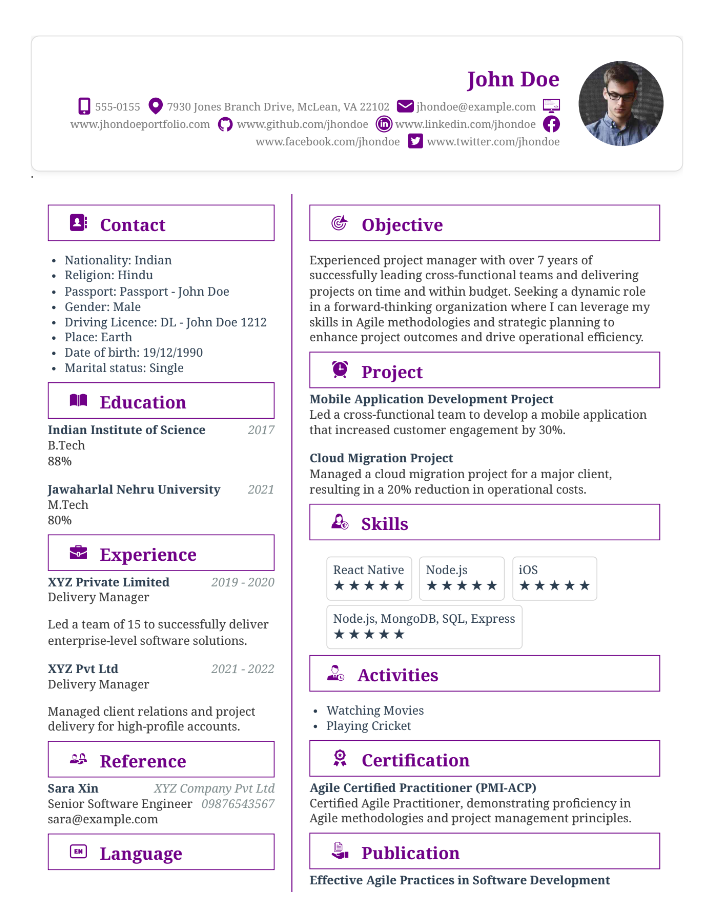 John Doe
555-0155 7930 Jones Branch Drive, McLean, VA 22102 jhondoe@example.com
www.jhondoeportfolio.com www.github.com/jhondoe www.linkedin.com/jhondoe
www.facebook.com/jhondoe www.twitter.com/jhondoe
.
Contact
• Nationality: Indian
• Religion: Hindu
• Passport: Passport - John Doe
• Gender: Male
• Driving Licence: DL - John Doe 1212
• Place: Earth
• Date of birth: 19/12/1990
• Marital status: Single
Education
Indian Institute of Science 2017
B.Tech
88%
Jawaharlal Nehru University 2021
M.Tech
80%
Experience
XYZ Private Limited 2019 - 2020
Delivery Manager
Led a team of 15 to successfully deliver
enterprise-level software solutions.
XYZ Pvt Ltd 2021 - 2022
Delivery Manager
Managed client relations and project
delivery for high-profile accounts.
Reference
Sara Xin XYZ Company Pvt Ltd
Senior Software Engineer 09876543567
sara@example.com
EN Language
Objective
Experienced project manager with over 7 years of
successfully leading cross-functional teams and delivering
projects on time and within budget. Seeking a dynamic role
in a forward-thinking organization where I can leverage my
skills in Agile methodologies and strategic planning to
enhance project outcomes and drive operational efficiency.
Project
Mobile Application Development Project
Led a cross-functional team to develop a mobile application
that increased customer engagement by 30%.
Cloud Migration Project
Managed a cloud migration project for a major client,
resulting in a 20% reduction in operational costs.
Skills
React Native Node.js iOS
★ ★ ★ ★ ★ ★ ★ ★ ★ ★ ★ ★ ★ ★ ★
Node.js, MongoDB, SQL, Express
★ ★ ★ ★ ★
Activities
• Watching Movies
• Playing Cricket
Certification
Agile Certified Practitioner (PMI-ACP)
Certified Agile Practitioner, demonstrating proficiency in
Agile methodologies and project management principles.
Publication
Effective Agile Practices in Software Development